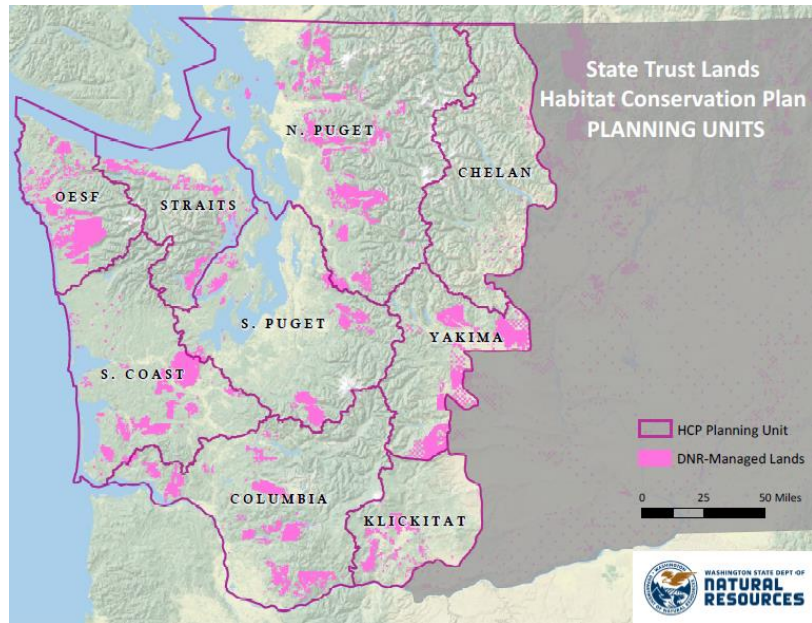 State Trust Lands
Habitat Conservation Plan
PLANNING UNITS
N. PUGET
CHELAN
OESF
STRAITS
S. PUGET
YAKIMA
S. COAST
COLUMBIA
KLICKITAT
HCP Planning Unit
DNR-Managed Lands
0 25 50 Miles
WASHINGTON STATE DEPT OF
NATURAL
RESOURCES